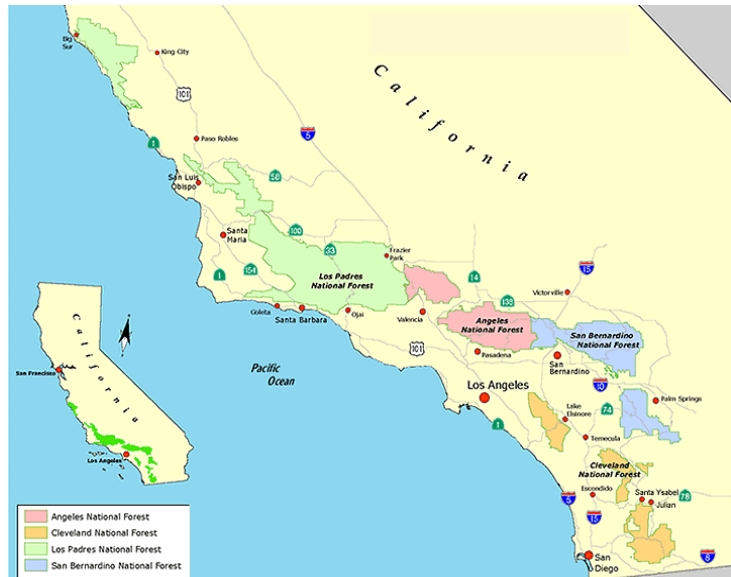 Big
Sur
King City
101
California
5
1
Paso Robles
58
San Luis
Obispo
100
Santa
Maria
33
Frazier
Park
1
154
Los Padres
National Forest
14
15
138
Victorville
Goleta
Santa Barbara
Ojai
Valencia
Angeles
National Forest
San Bernardino
National Forest
101
Pasadena
San
Bernardino
Pacific
Ocean
Los Angeles
10
1
Lake
Elsinore
74
Palm Springs
Temecula
Cleveland
National Forest
Escondido
Santa Ysabel
Julian
78
5
15
San
Diego
8
California
San Francisco
Los Angeles
Angeles National Forest
Cleveland National Forest
Los Padres National Forest
San Bernardino National Forest